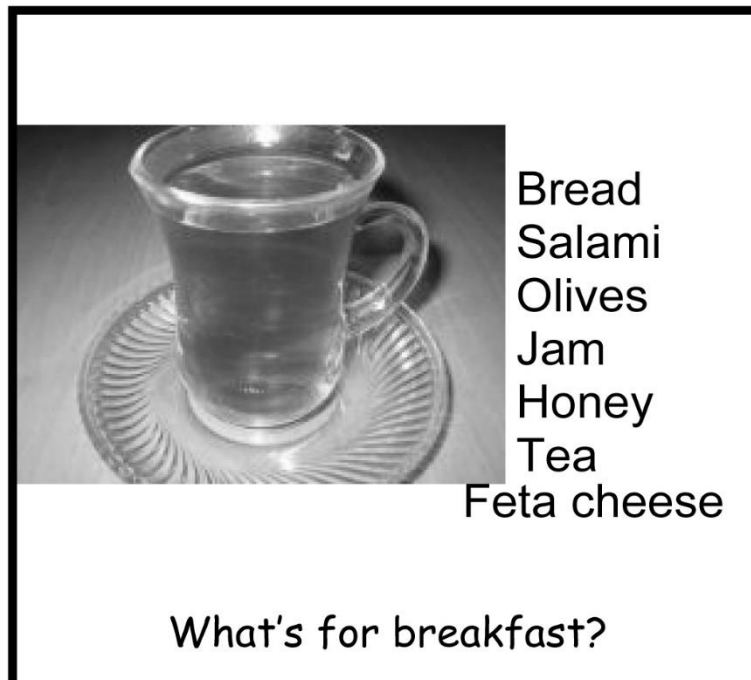 Bread
Salami
Olives
Jam
Honey
Tea
Feta cheese
What's for breakfast?